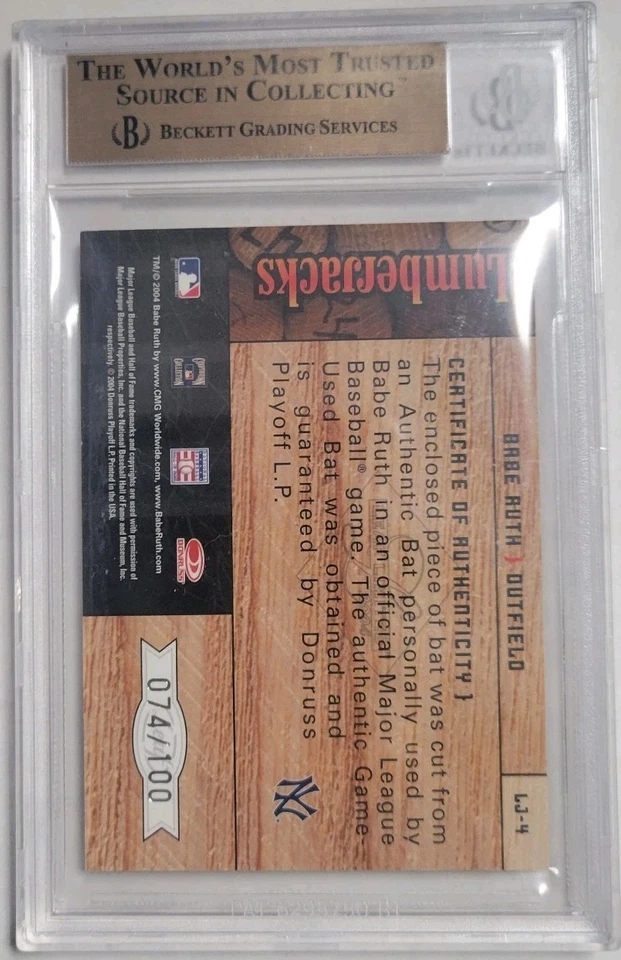 THE WORLD'S MOST TRUSTED
SOURCE IN COLLECTING™
BECKETT GRADING SERVICES
B
BECKETT
Lumberjacks
BABE RUTH } OUTFIELD
LJ-4
CERTIFICATE OF AUTHENTICITY }
The enclosed piece of bat was cut from
an Authentic Bat personally used by
Babe Ruth in an official Major League
Baseball® game. The authentic Game-
Used Bat was obtained and
is guaranteed by Donruss
Playoff L.P.
NY
DONRUSS
TM/© 2004 Babe Ruth by www.CMG Worldwide.com, www.BabeRuth.com
Major League Baseball and Hall of Fame trademarks and copyrights are used with permission of
Major League Baseball Properties, Inc. and the National Baseball Hall of Fame and Museum, Inc.
respectively. © 2004 Donruss Playoff L.P. Printed in the USA.
074/100